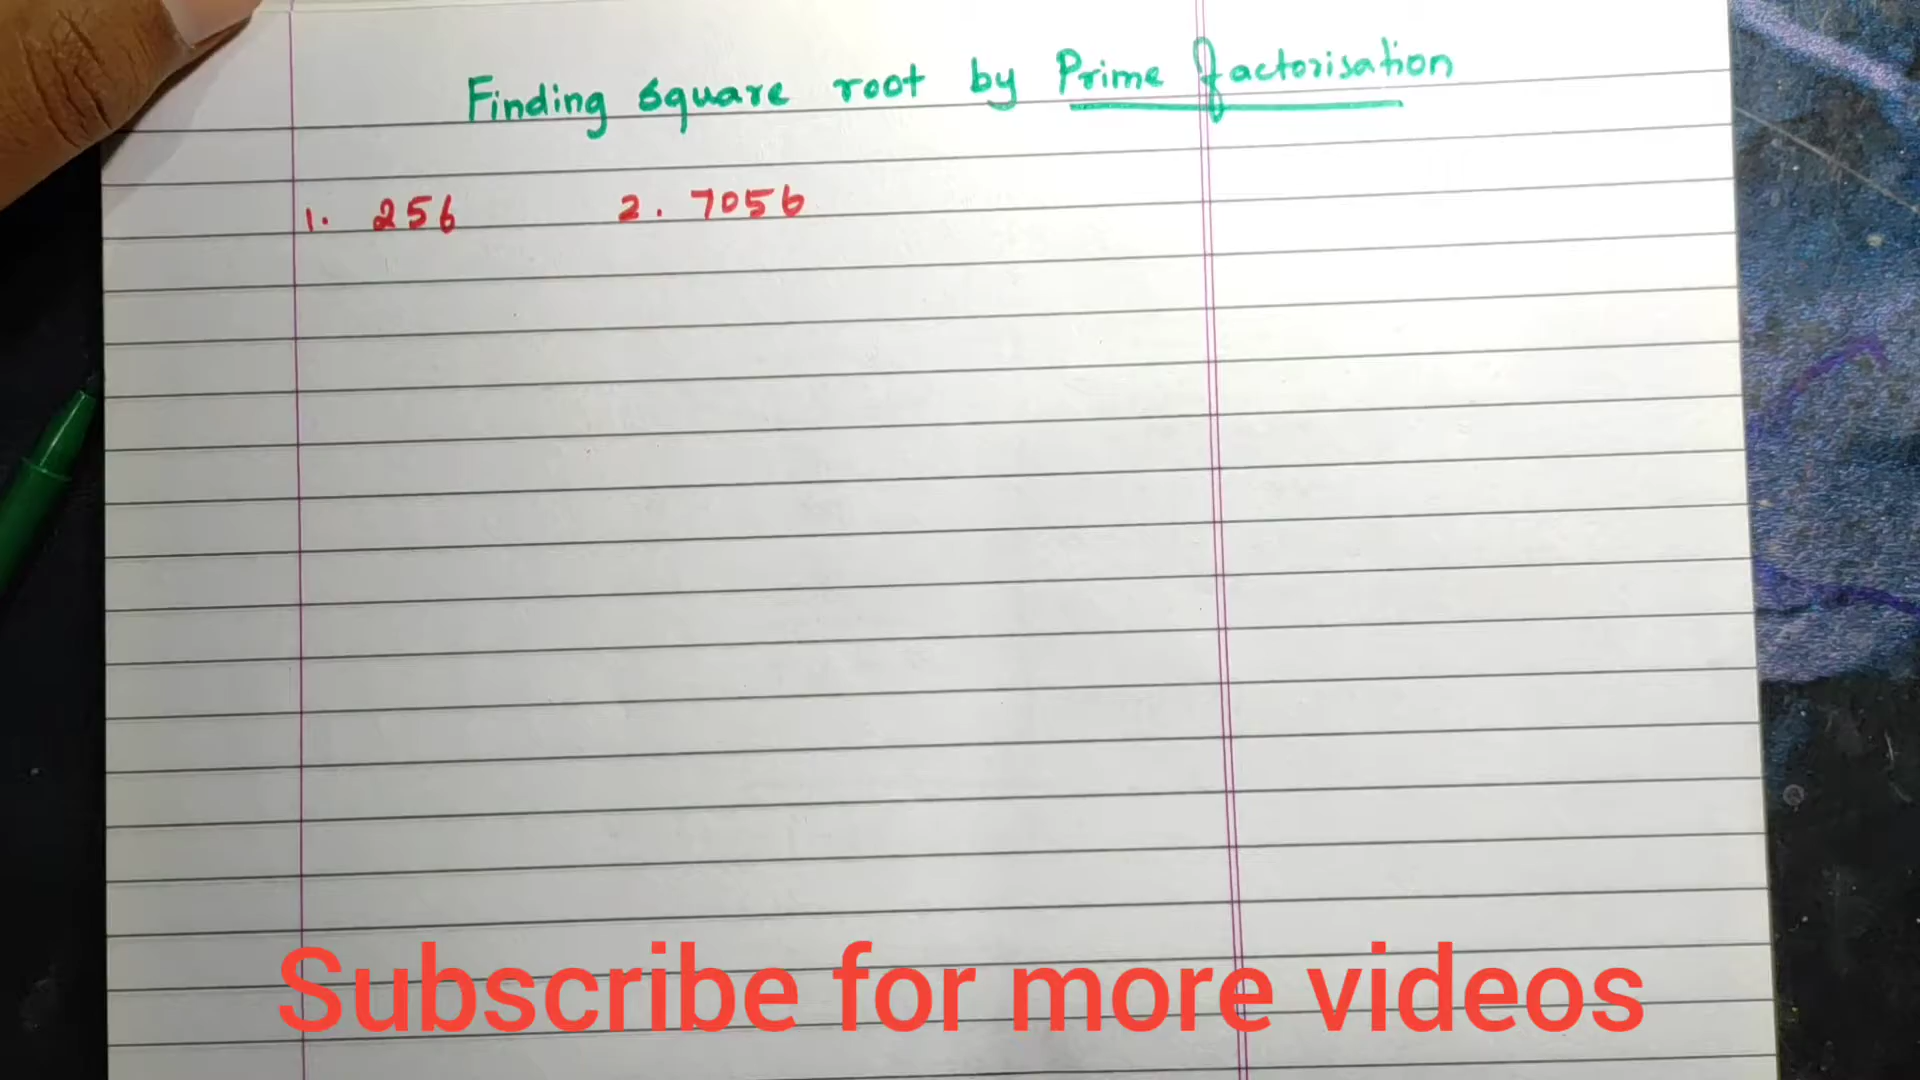 Finding square root by Prime factorisation
1. 256 2. 7056
Subscribe for more videos